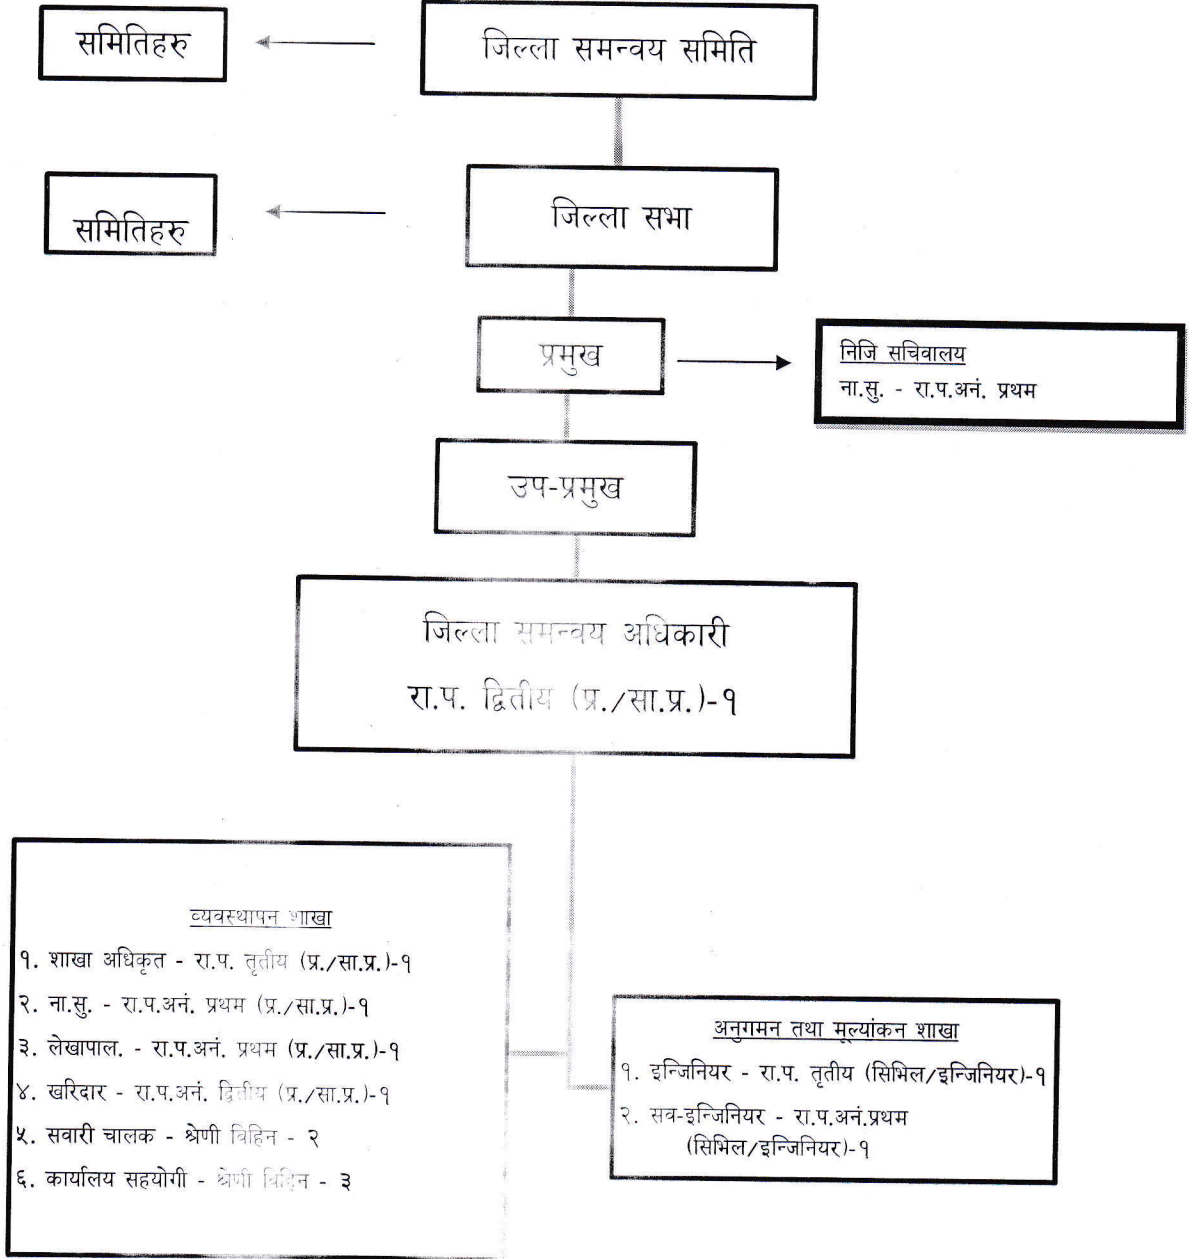 समितिहरु
जिल्ला समन्वय समिति
समितिहरु
जिल्ला सभा
प्रमुख
निजि सचिवालय
ना.सु. - रा.प.अनं. प्रथम
उप-प्रमुख
जिल्ला समन्वय अधिकारी
रा.प. द्वितीय (प्र./सा.प्र.)-१
व्यवस्थापन शाखा
१. शाखा अधिकृत - रा.प. तृतीय (प्र./सा.प्र.)-१
२. ना.सु. - रा.प.अनं. प्रथम (प्र./सा.प्र.)-१
३. लेखापाल. - रा.प.अनं. प्रथम (प्र./सा.प्र.)-१
४. खरिदार - रा.प.अनं. द्वितीय (प्र./सा.प्र.)-१
५. सवारी चालक - श्रेणी विहिन - २
६. कार्यालय सहयोगी - श्रेणी विहिन - ३
अनुगमन तथा मूल्यांकन शाखा
१. इन्जिनियर - रा.प. तृतीय (सिभिल/इन्जिनियर)-१
२. सव-इन्जिनियर - रा.प.अनं.प्रथम
(सिभिल/इन्जिनियर)-१